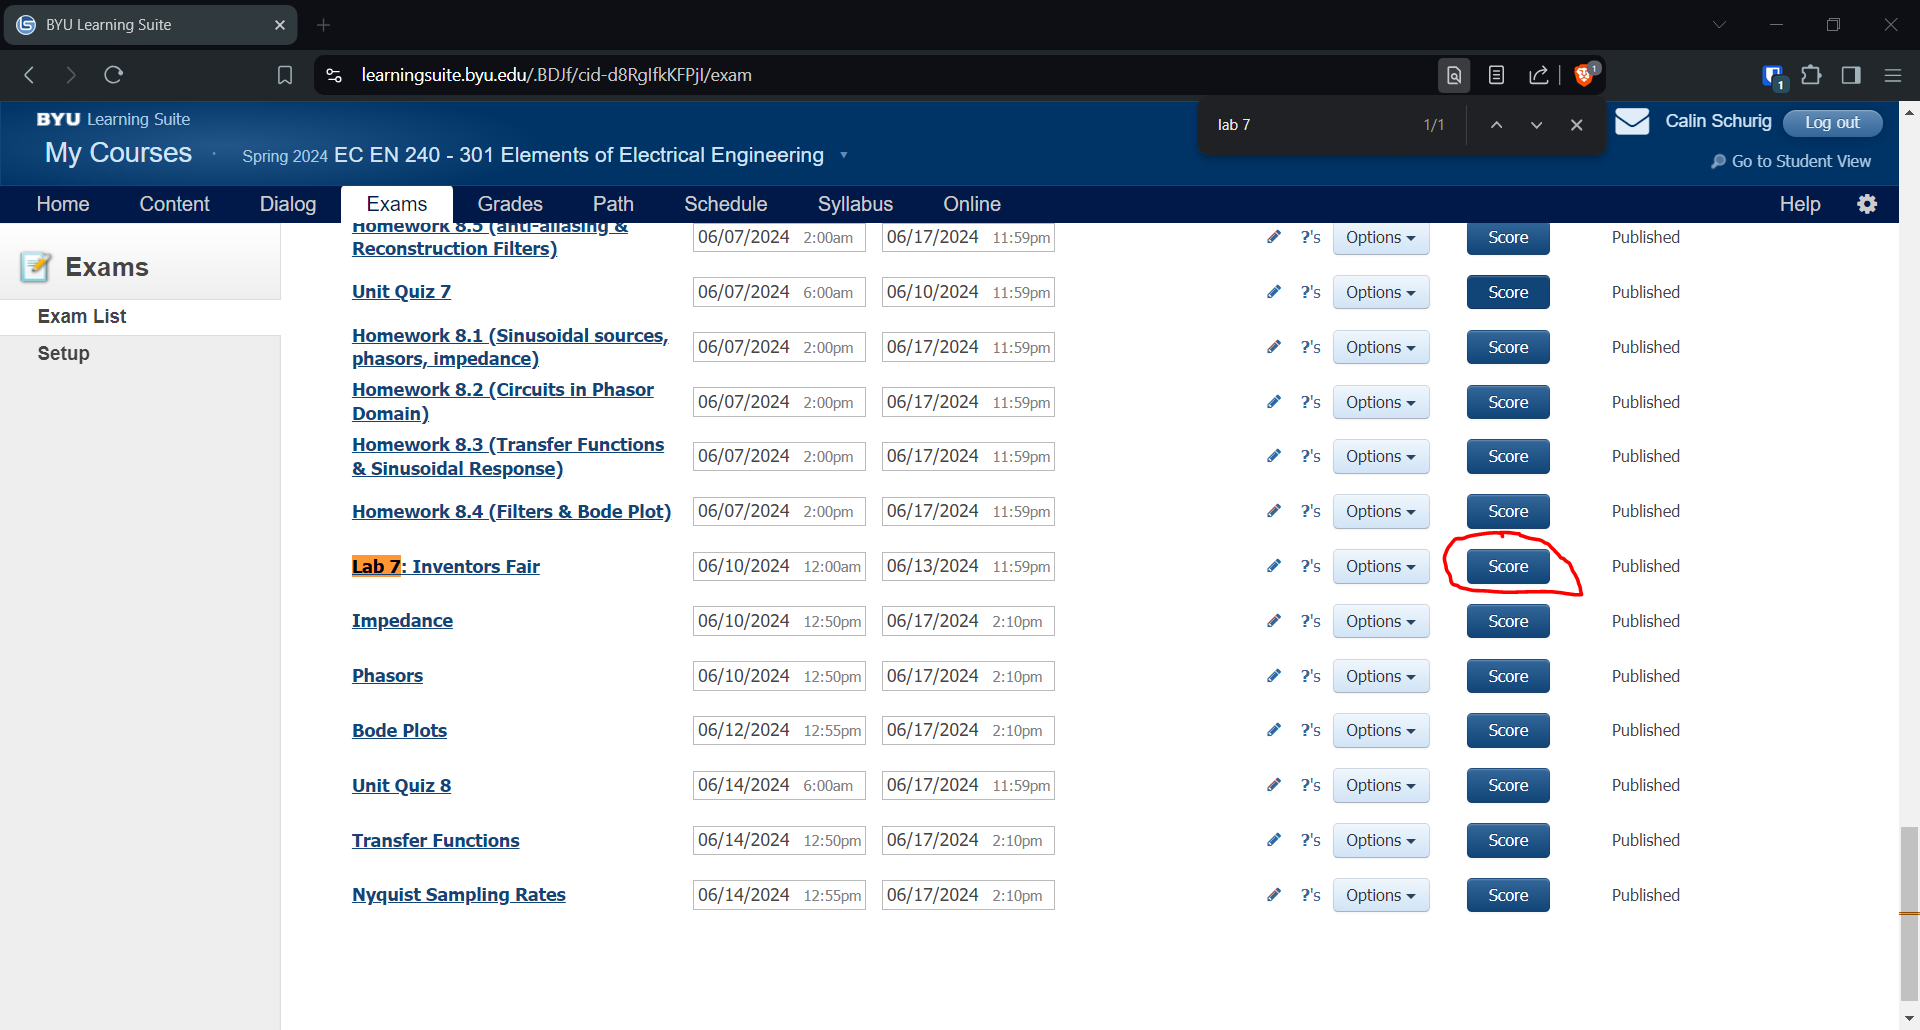 BYU Learning Suite
learningsuite.byu.edu/.BDJf/cid-d8RgIfkKFPjI/exam
1
1
lab 7 1/1
BYU Learning Suite
Calin Schurig Log out
My Courses · Spring 2024 EC EN 240 - 301 Elements of Electrical Engineering
Go to Student View
Home Content Dialog Exams Grades Path Schedule Syllabus Online Help
Exams
Exam List
Setup
Homework 8.5 (anti-aliasing &
Reconstruction Filters) 06/07/2024 2:00am 06/17/2024 11:59pm ?'s Options Score Published
Unit Quiz 7 06/07/2024 6:00am 06/10/2024 11:59pm ?'s Options Score Published
Homework 8.1 (Sinusoidal sources,
phasors, impedance) 06/07/2024 2:00pm 06/17/2024 11:59pm ?'s Options Score Published
Homework 8.2 (Circuits in Phasor
Domain) 06/07/2024 2:00pm 06/17/2024 11:59pm ?'s Options Score Published
Homework 8.3 (Transfer Functions
& Sinusoidal Response) 06/07/2024 2:00pm 06/17/2024 11:59pm ?'s Options Score Published
Homework 8.4 (Filters & Bode Plot) 06/07/2024 2:00pm 06/17/2024 11:59pm ?'s Options Score Published
Lab 7: Inventors Fair 06/10/2024 12:00am 06/13/2024 11:59pm ?'s Options Score Published
Impedance 06/10/2024 12:50pm 06/17/2024 2:10pm ?'s Options Score Published
Phasors 06/10/2024 12:50pm 06/17/2024 2:10pm ?'s Options Score Published
Bode Plots 06/12/2024 12:55pm 06/17/2024 2:10pm ?'s Options Score Published
Unit Quiz 8 06/14/2024 6:00am 06/17/2024 11:59pm ?'s Options Score Published
Transfer Functions 06/14/2024 12:50pm 06/17/2024 2:10pm ?'s Options Score Published
Nyquist Sampling Rates 06/14/2024 12:55pm 06/17/2024 2:10pm ?'s Options Score Published